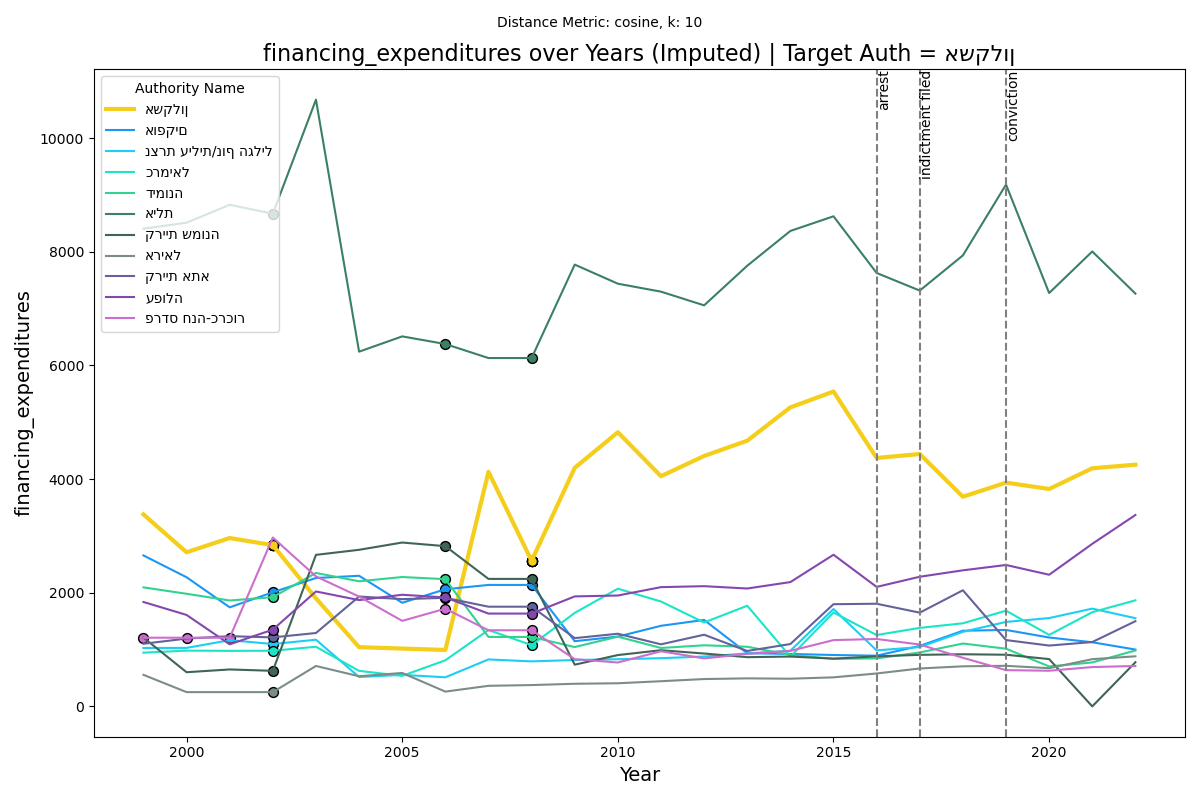 Distance Metric: cosine, k: 10
financing_expenditures over Years (Imputed) | Target Auth = אשקלון
Authority Name
אשקלון
אופקים
נצרת עילית/נוף הגליל
כרמיאל
דימונה
אילת
קריית שמונה
אריאל
קריית אתא
עפולה
פרדס חנה-כרכור
arrest
indictment filed
conviction
financing_expenditures
10000
8000
6000
4000
2000
0
2000
2005
2010
2015
2020
Year